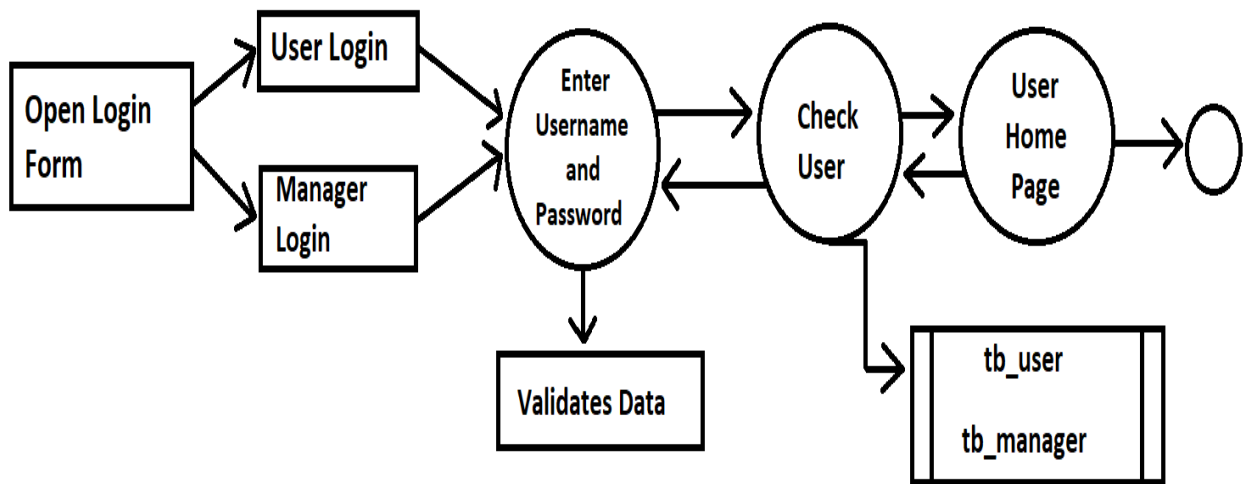 Open Login
Form
User Login
Manager
Login
Enter
Username
and
Password
Validates Data
Check
User
User
Home
Page
tb_user
tb_manager